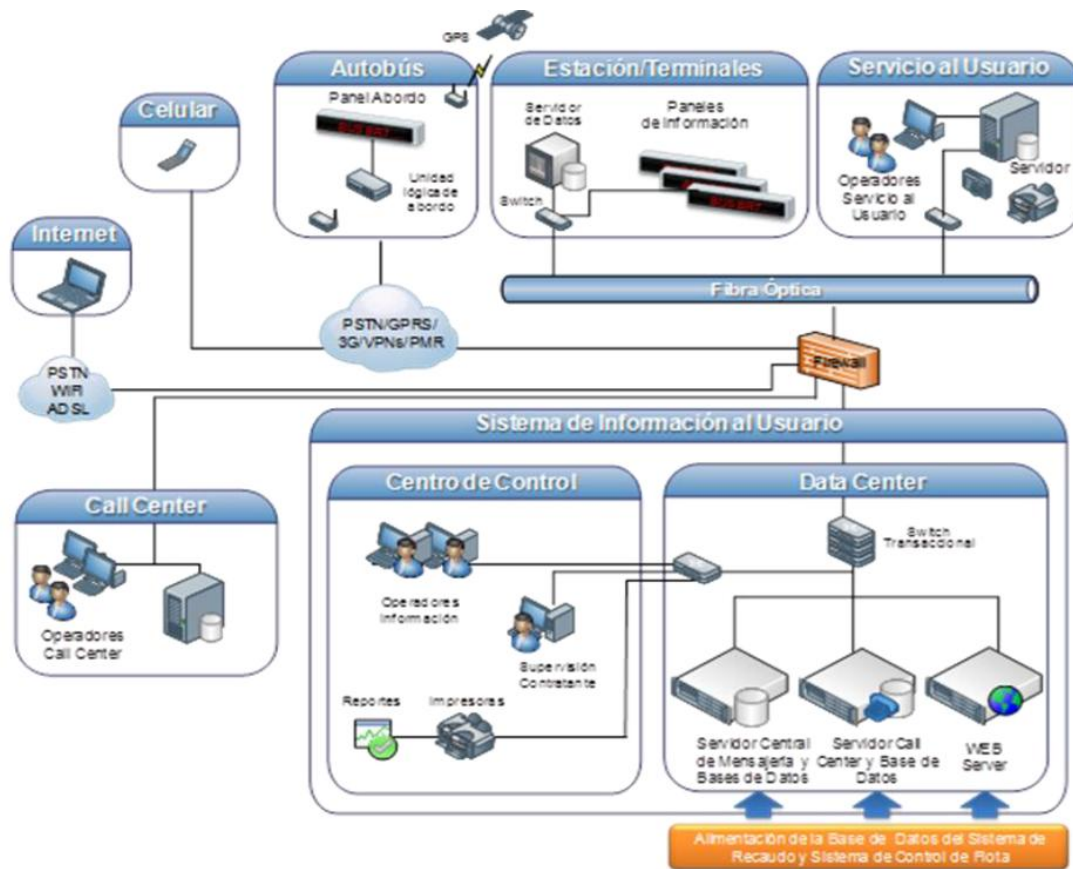 GPS
Autobús
Panel Abordo
BUS BRT
Unidad
lógica de
abordo
Estación/Terminales
Servidor
de Datos
Paneles
de Información
BUS BRT
Switch
Servicio al Usuario
Operadores
Servicio al
Usuario
Servidor
Celular
Internet
Fibra Óptica
PSTN/GPRS/
3G/VPNs/PMR
PSTN
WIFI
ADSL
Firewall
Sistema de Información al Usuario
Call Center
Operadores
Call Center
Centro de Control
Operadores
Información
Supervisión
Contratante
Reportes
Impresoras
Data Center
Switch
Transaccional
Servidor Central
de Mensajería y
Bases de Datos
Servidor Call
Center y Base de
Datos
WEB
Server
Alimentación de la Base de Datos del Sistema de
Recaudo y Sistema de Control de Flota